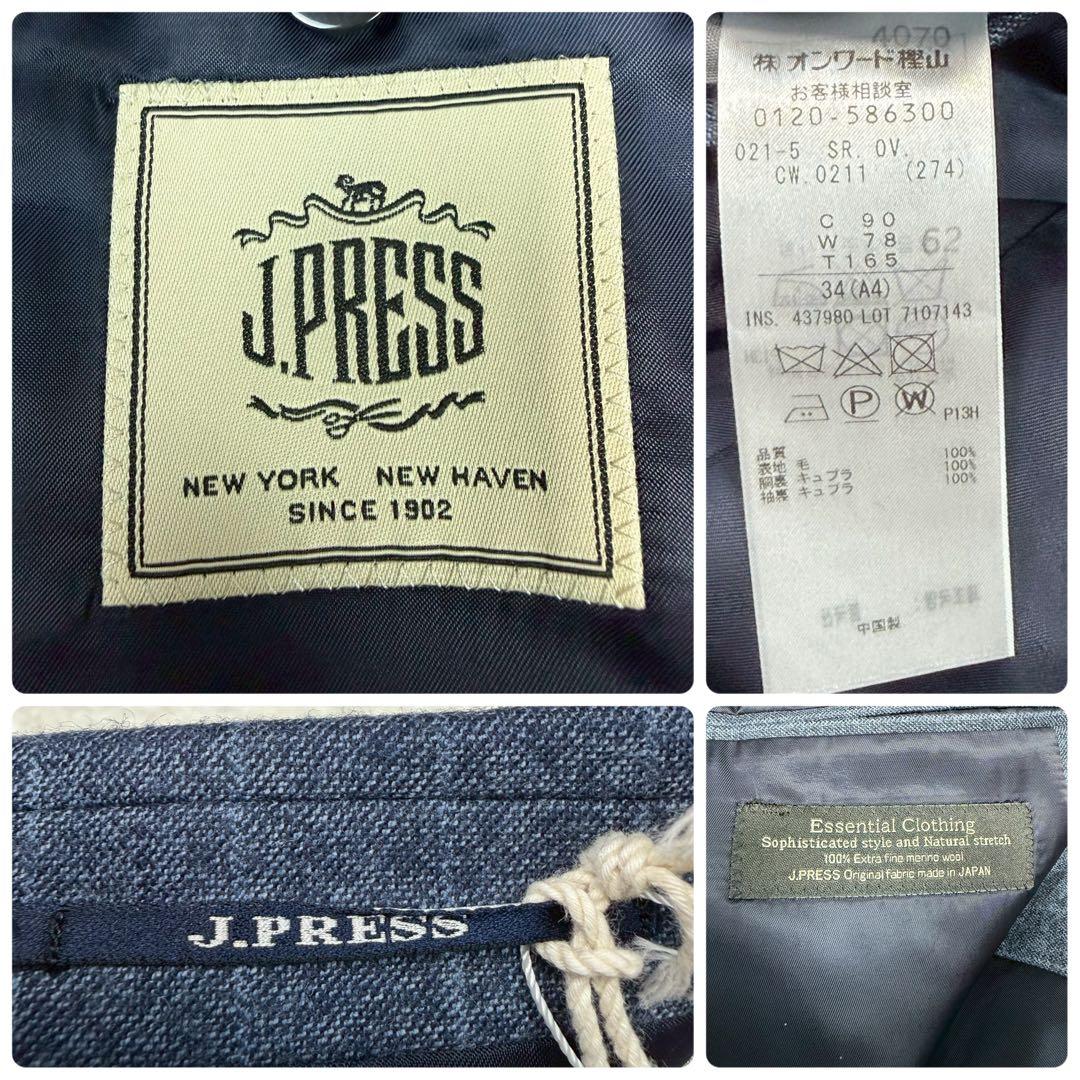 J.PRESS
NEW YORK NEW HAVEN
SINCE 1902
4070
㈱オンワード樫山
お客様相談室
0120-586300
021-5 SR. OV.
CW.0211 (274)
C 90
W 78
T 165
62
34(A4)
INS. 437980 LOT 7107143
P
W
P13H
品質
表地 毛 100%
胴裏 キュプラ 100%
袖裏 キュプラ 100%
中国製
J.PRESS
Essential Clothing
Sophisticated style and Natural stretch
100% Extra fine merino wool
J.PRESS Original fabric made in JAPAN